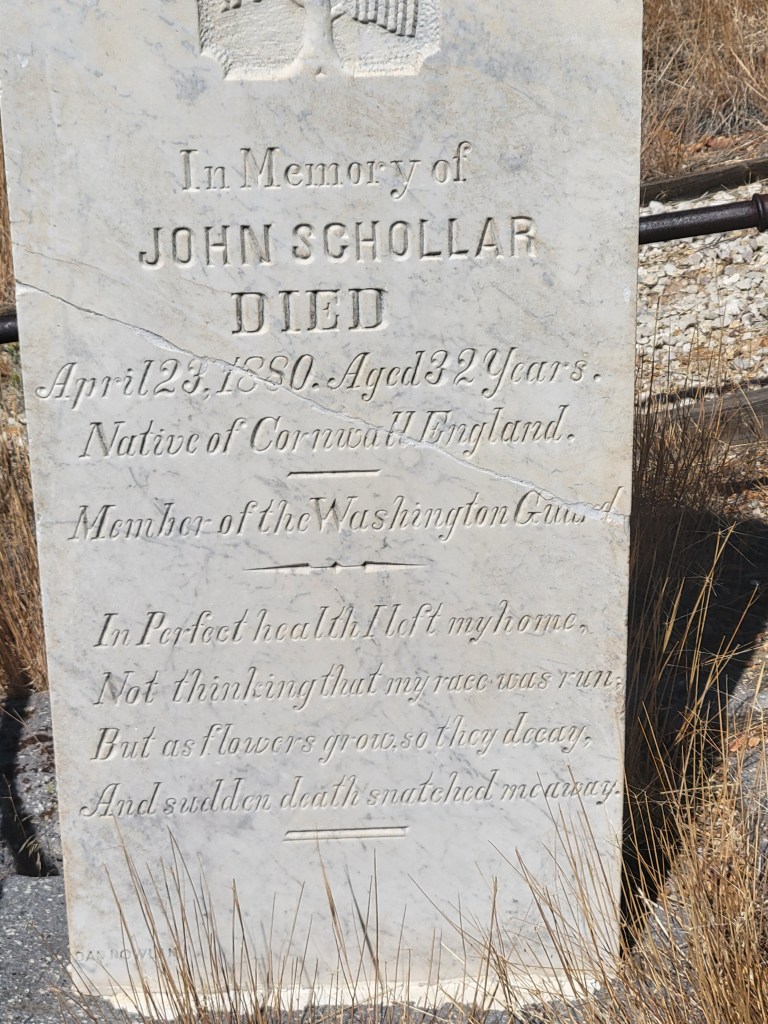 In Memory of
JOHN SCHOLLAR
DIED
April 23, 1880. Aged 32 Years.
Native of Cornwall England.
Member of the Washington Guard
In Perfect health I left my home,
Not thinking that my race was run;
But as flowers grow, so they decay,
And sudden death snatched me away.